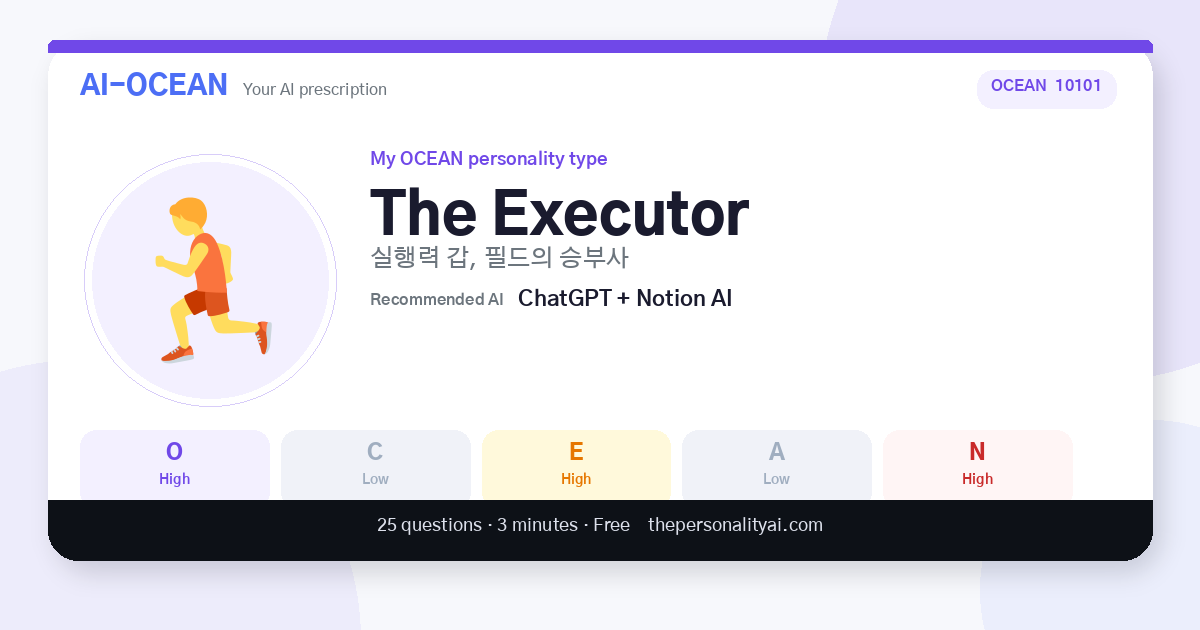 AI-OCEAN Your AI prescription OCEAN 10101
My OCEAN personality type
The Executor
실행력 갑, 필드의 승부사
Recommended AI ChatGPT + Notion AI
O C E A N
High Low High Low High
25 questions · 3 minutes · Free thepersonalityai.com